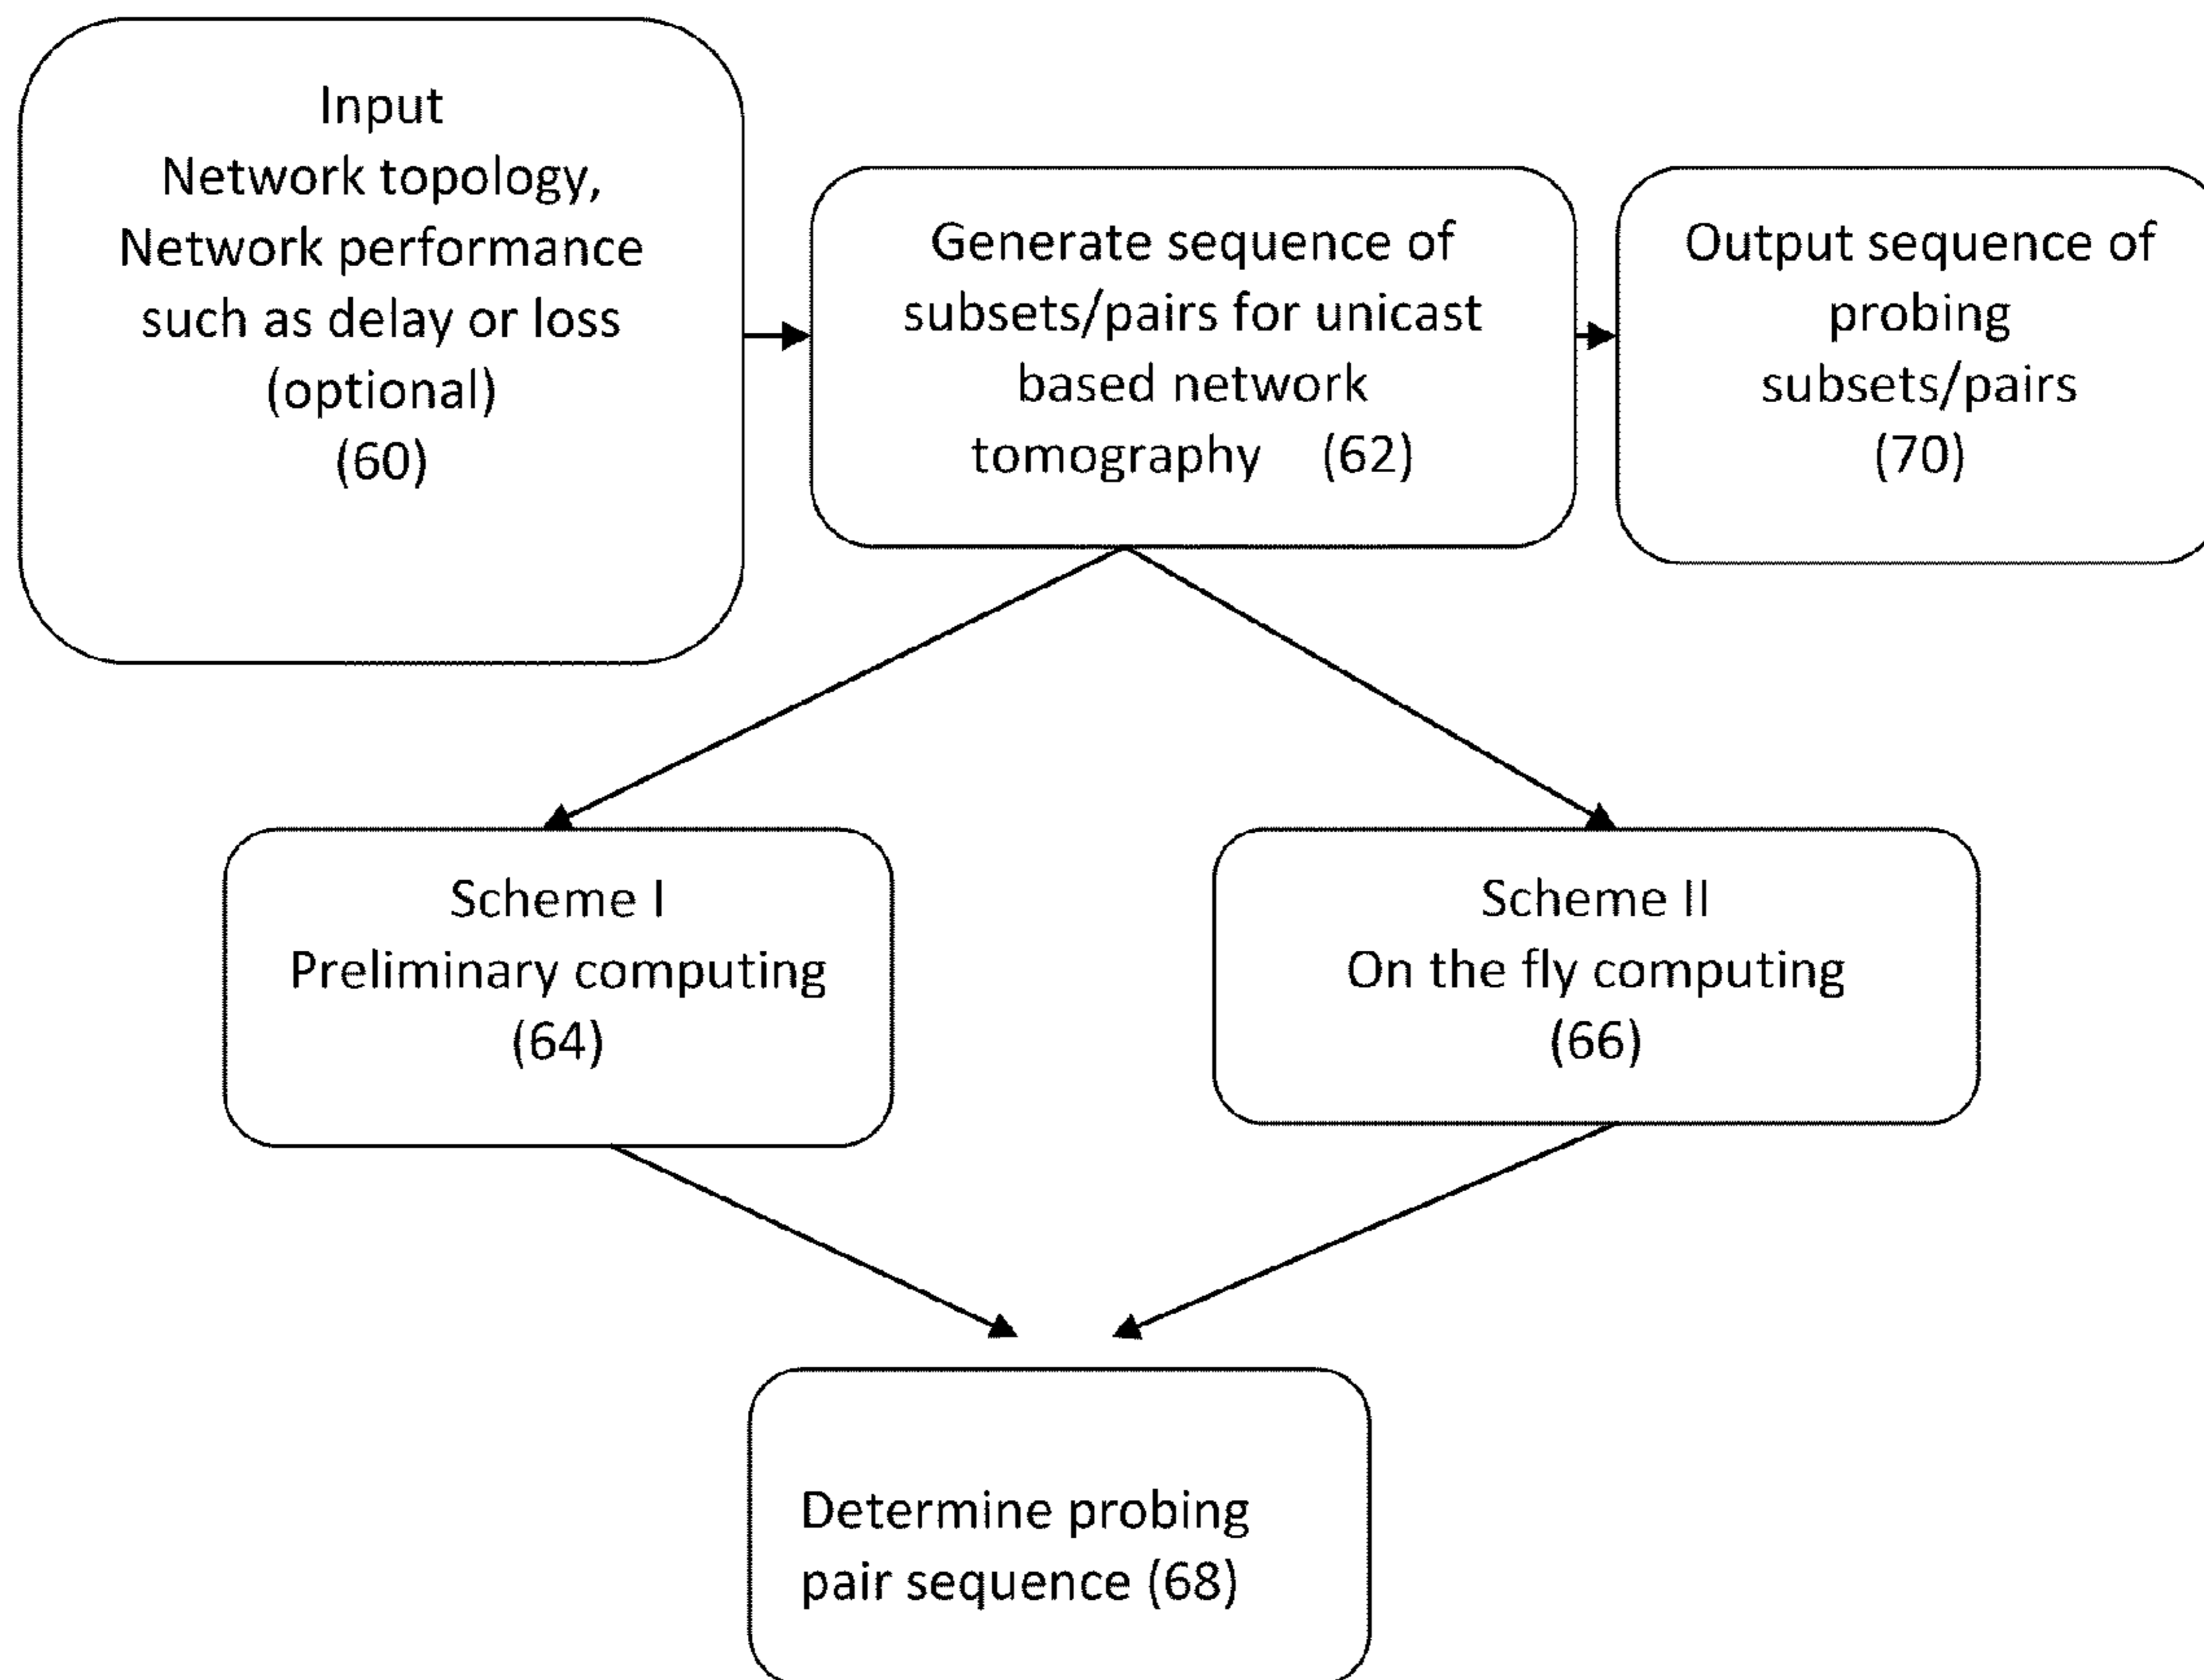 Input
Network topology,
Network performance
such as delay or loss
(optional)
(60)
Generate sequence of
subsets/pairs for unicast
based network
tomography (62)
Output sequence of
probing
subsets/pairs
(70)
Scheme I
Preliminary computing
(64)
Scheme II
On the fly computing
(66)
Determine probing
pair sequence (68)